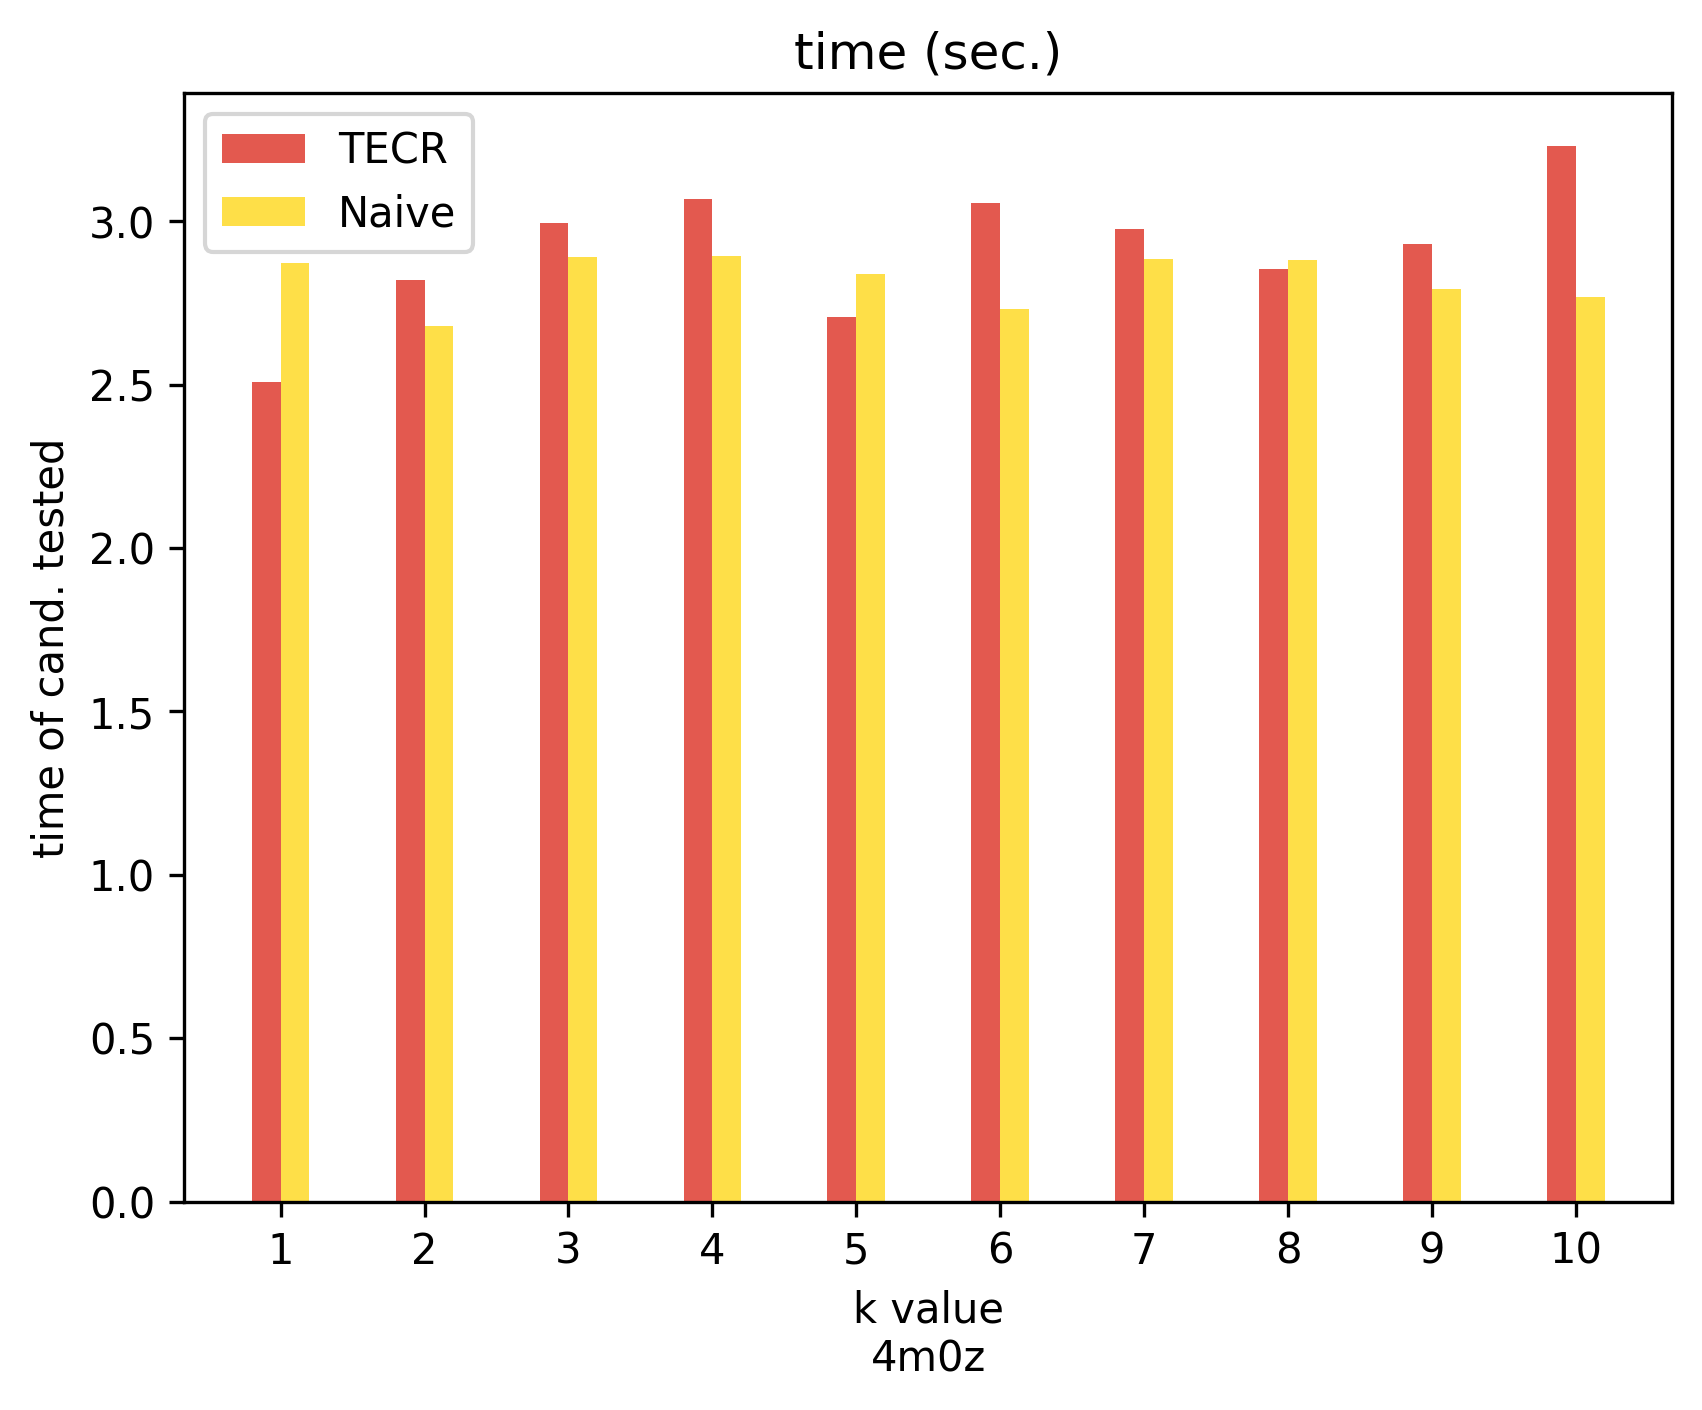 time (sec.)
TECR
Naive
3.0
2.5
2.0
1.5
1.0
0.5
0.0
time of cand. tested
1 2 3 4 5 6 7 8 9 10
k value
4m0z